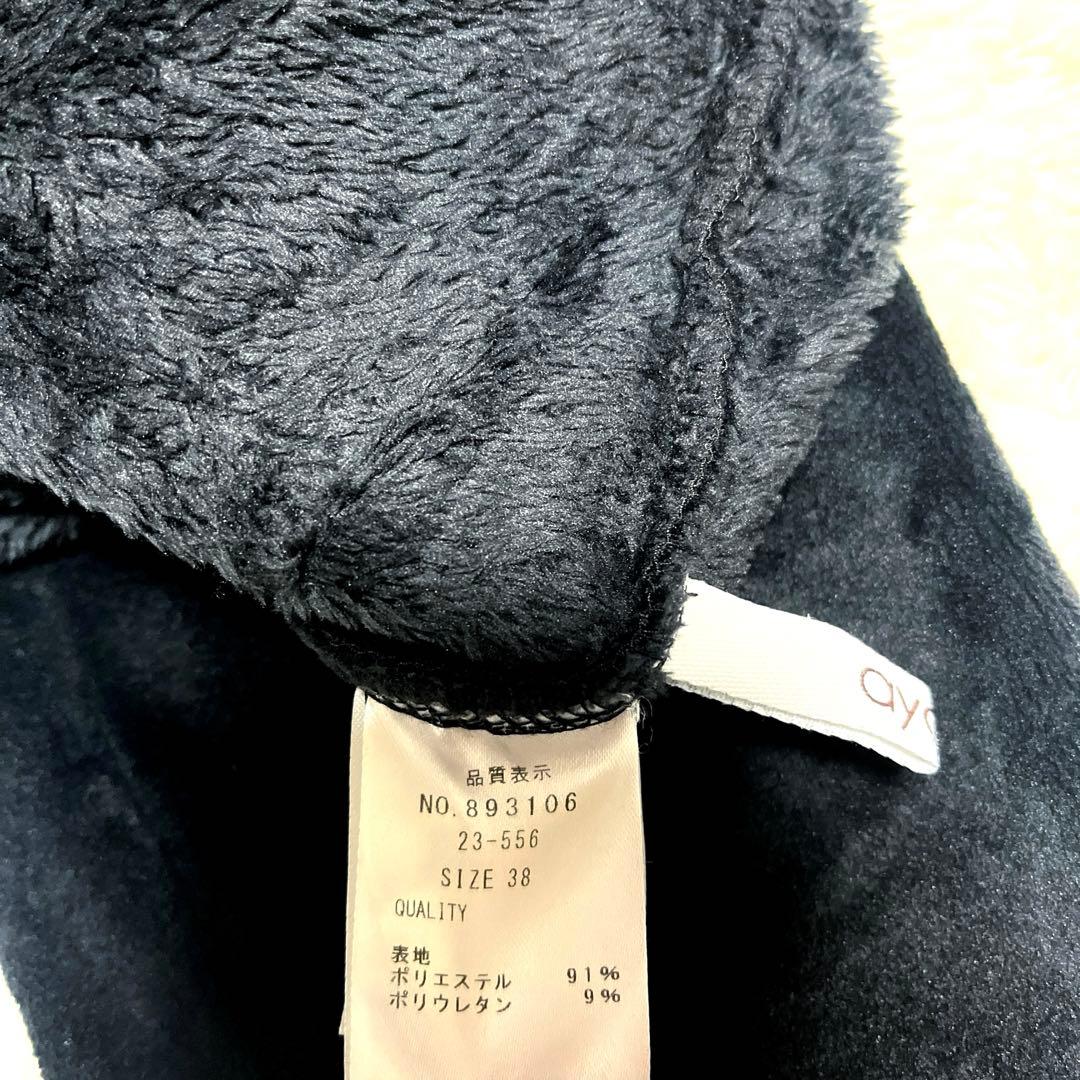 ay
品質表示
NO.893106
23-556
SIZE 38
QUALITY
表地
ポリエステル 91%
ポリウレタン 9%